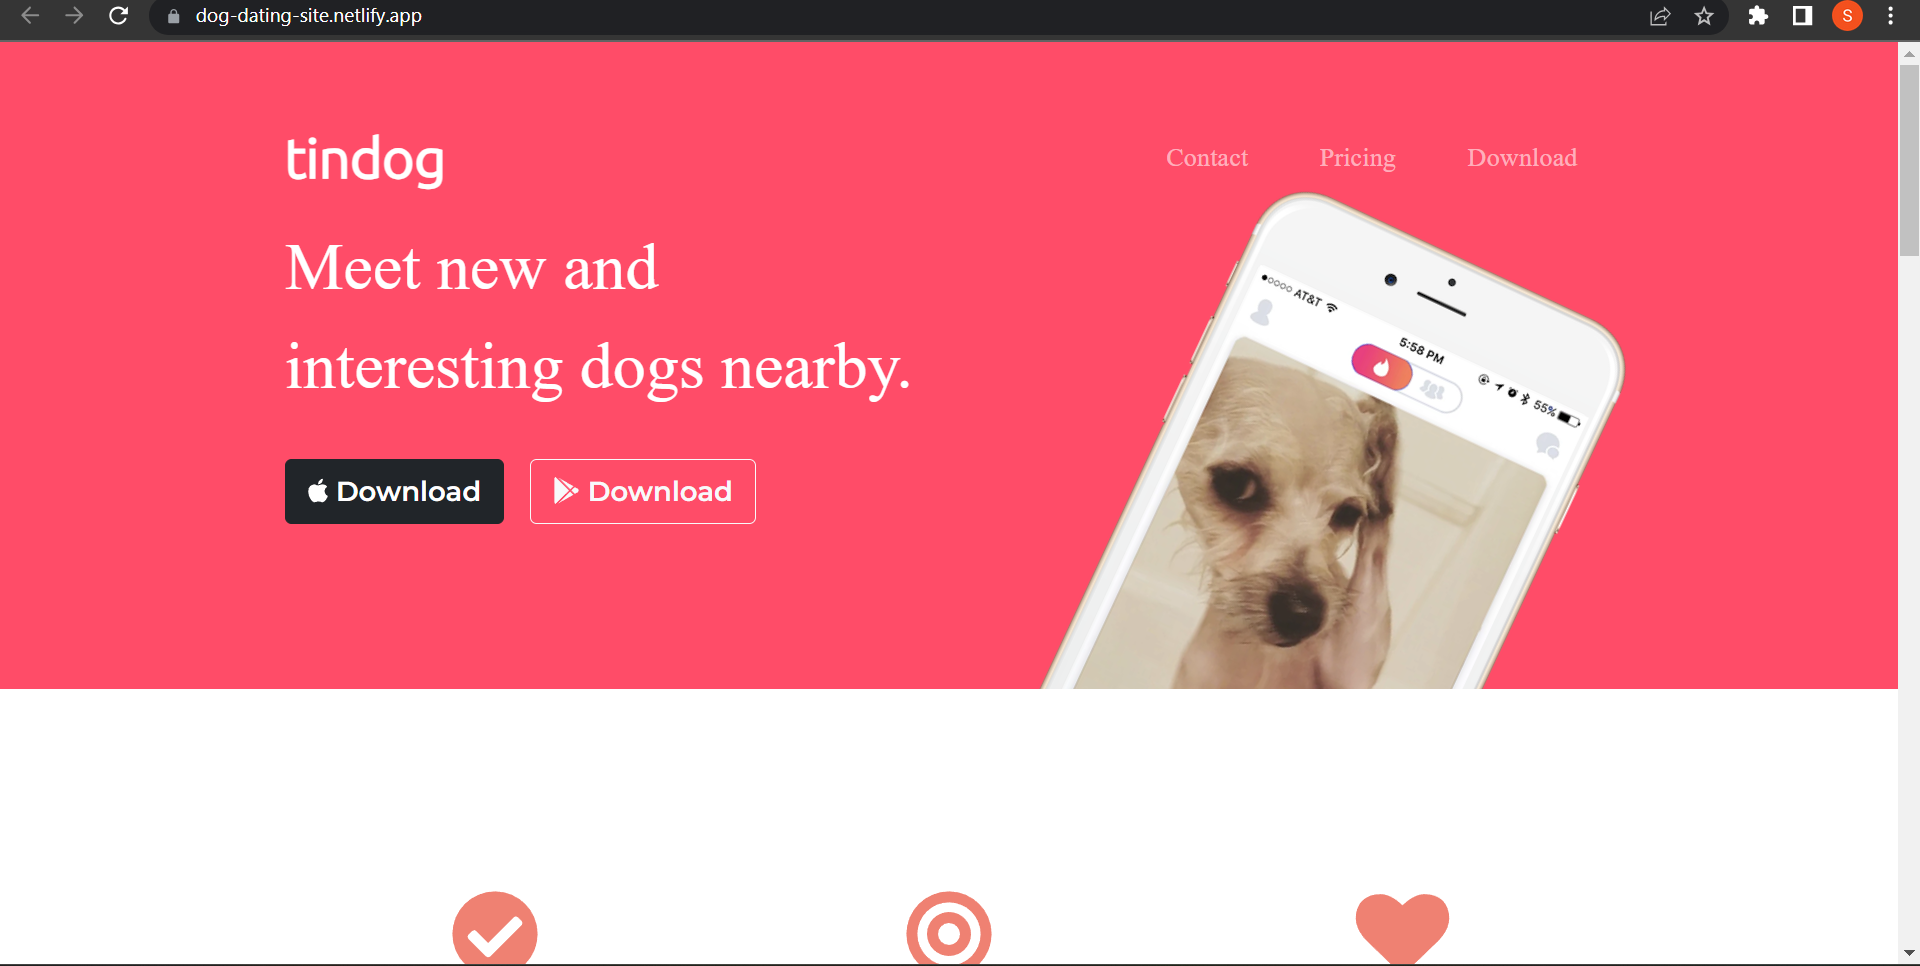 dog-dating-site.netlify.app
S
tindog
Contact
Pricing
Download
Meet new and
interesting dogs nearby.
Download
Download
AT&T
5:58 PM
55%